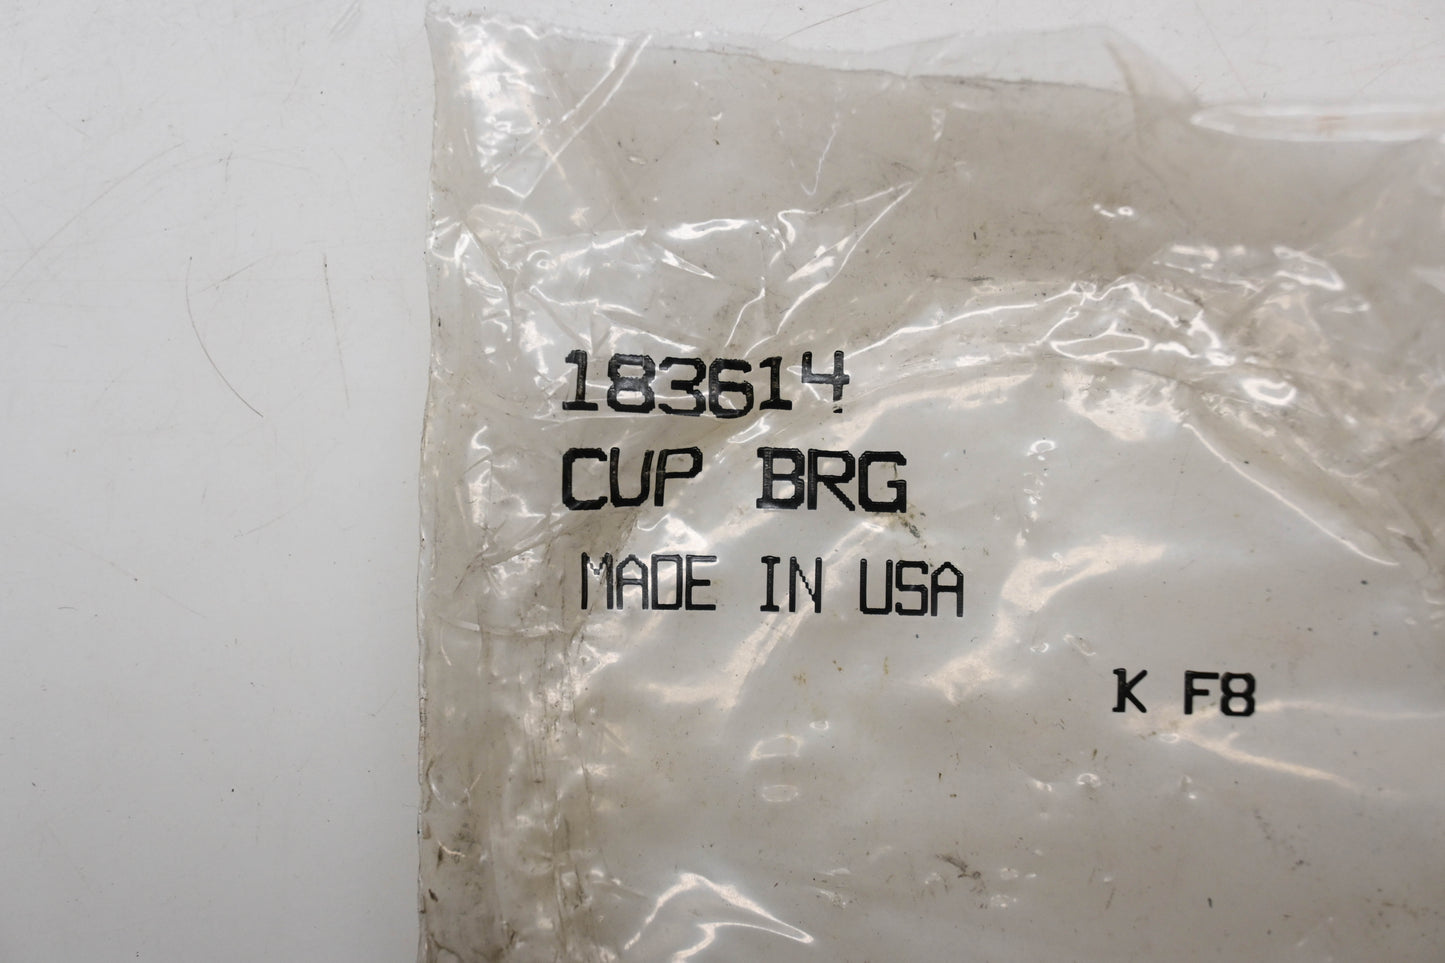 183614
CUP BRG
MADE IN USA
K F8